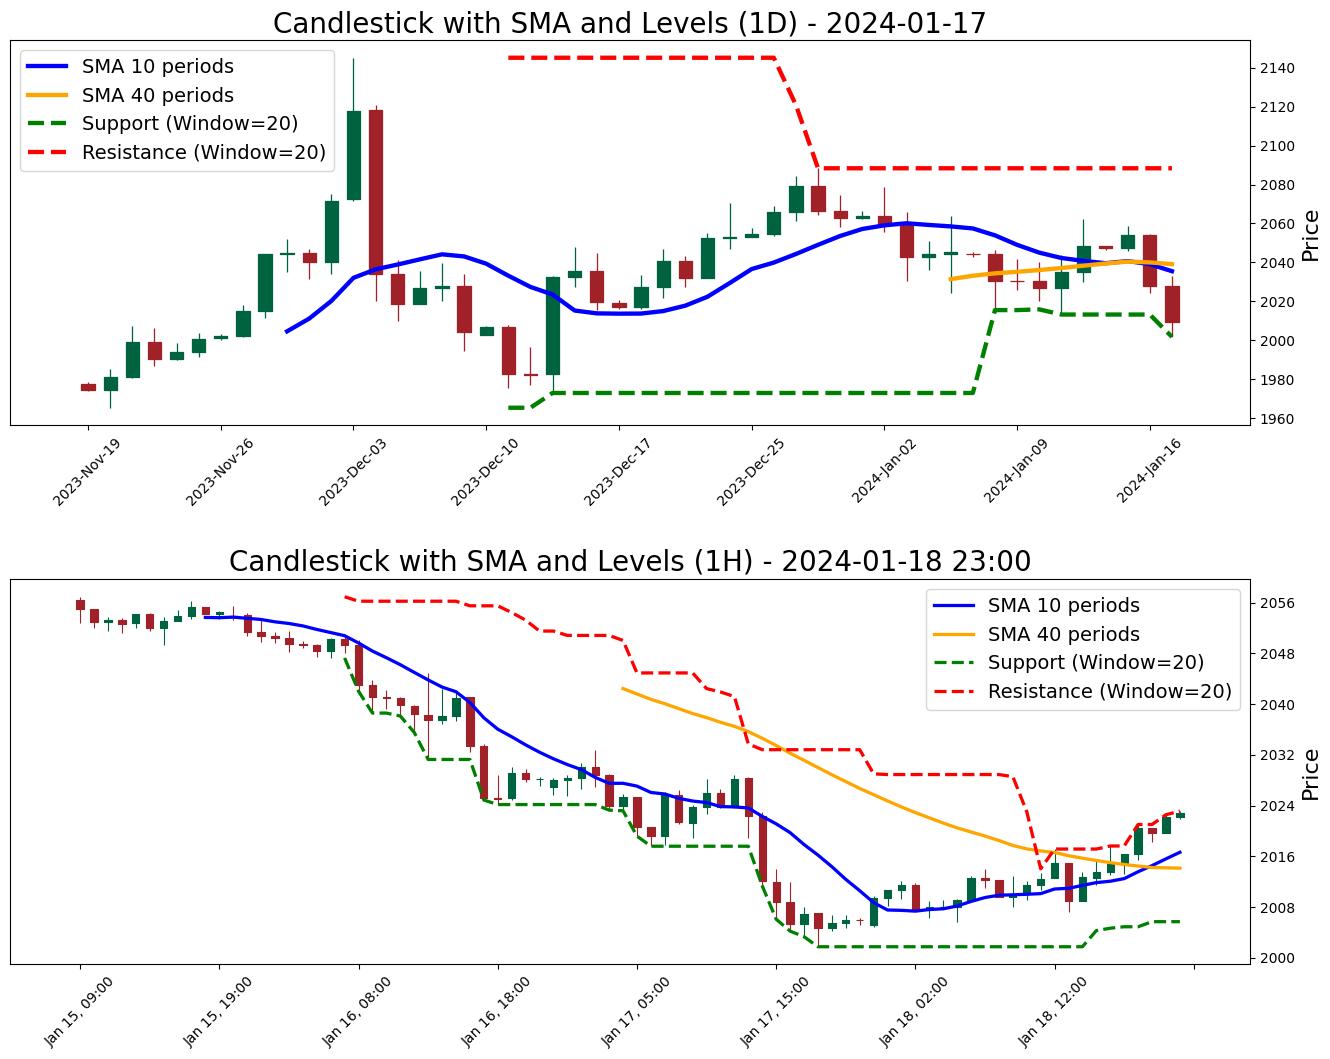 Candlestick with SMA and Levels (1D) - 2024-01-17
SMA 10 periods
SMA 40 periods
Support (Window=20)
Resistance (Window=20)
2140
2120
2100
2080
2060
2040
2020
2000
1980
1960
Price
2023-Nov-19
2023-Nov-26
2023-Dec-03
2023-Dec-10
2023-Dec-17
2023-Dec-25
2024-Jan-02
2024-Jan-09
2024-Jan-16
Candlestick with SMA and Levels (1H) - 2024-01-18 23:00
SMA 10 periods
SMA 40 periods
Support (Window=20)
Resistance (Window=20)
2056
2048
2040
2032
2024
2016
2008
2000
Price
Jan 15, 09:00
Jan 15, 19:00
Jan 16, 08:00
Jan 16, 18:00
Jan 17, 05:00
Jan 17, 15:00
Jan 18, 02:00
Jan 18, 12:00